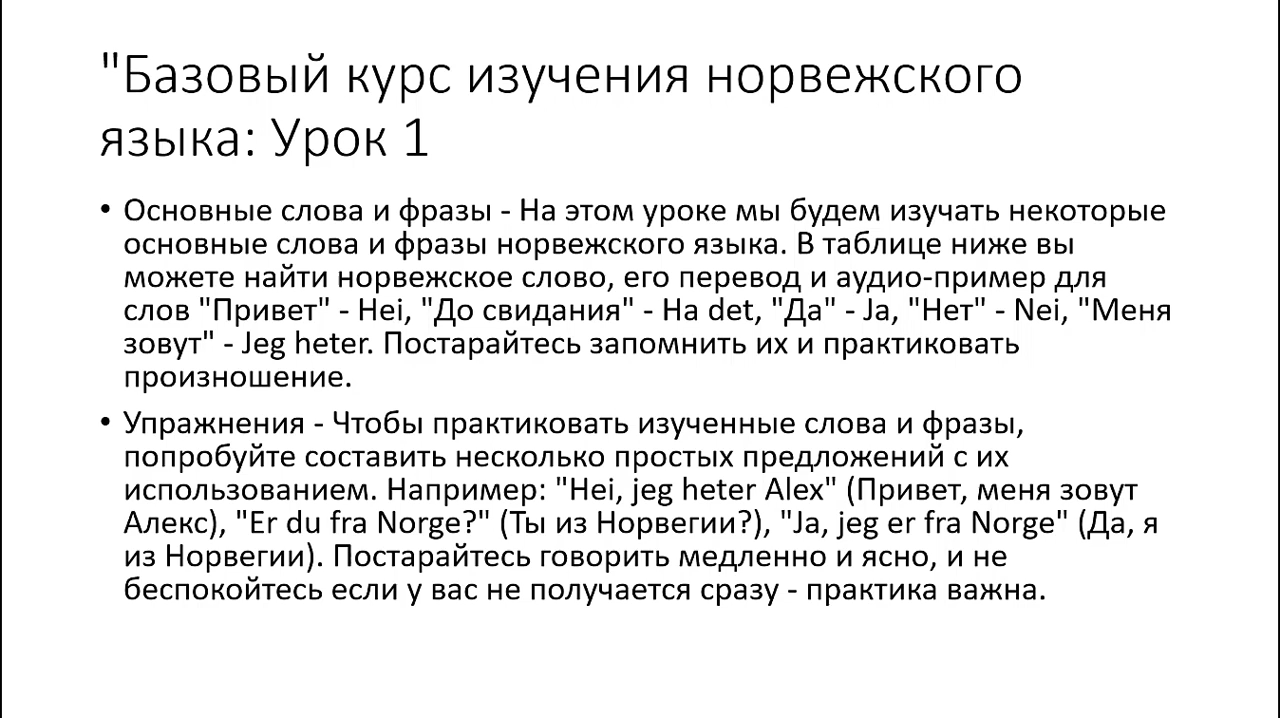 "Базовый курс изучения норвежского
языка: Урок 1
• Основные слова и фразы - На этом уроке мы будем изучать некоторые
основные слова и фразы норвежского языка. В таблице ниже вы
можете найти норвежское слово, его перевод и аудио-пример для
слов "Привет" - Hei, "До свидания" - Ha det, "Да" - Ja, "Нет" - Nei, "Меня
зовут" - Jeg heter. Постарайтесь запомнить их и практиковать
произношение.
• Упражнения - Чтобы практиковать изученные слова и фразы,
попробуйте составить несколько простых предложений с их
использованием. Например: "Hei, jeg heter Alex" (Привет, меня зовут
Алекс), "Er du fra Norge?" (Ты из Норвегии?), "Ja, jeg er fra Norge" (Да, я
из Норвегии). Постарайтесь говорить медленно и ясно, и не
беспокойтесь если у вас не получается сразу - практика важна.